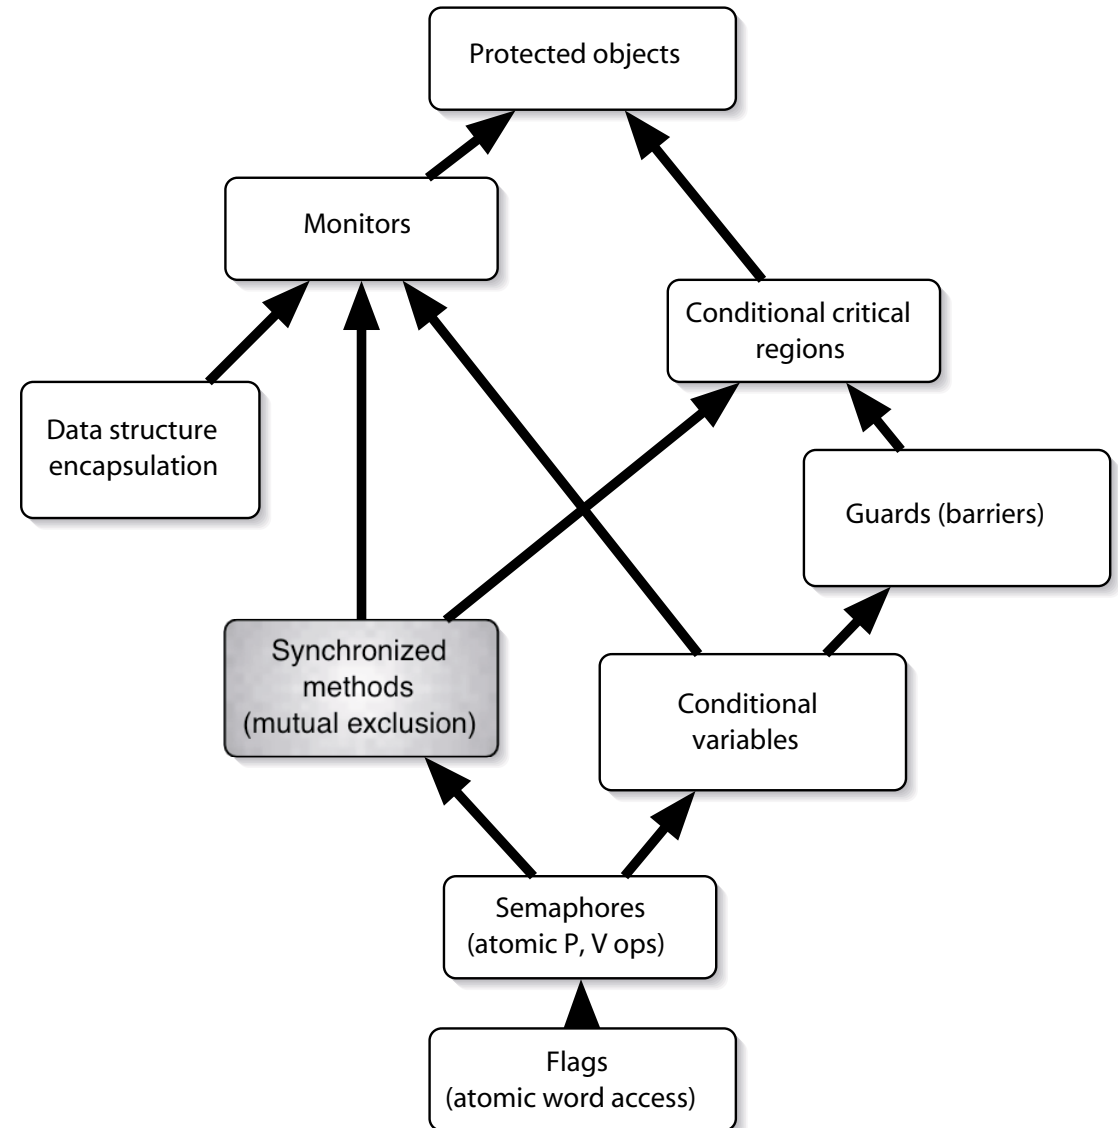 Protected objects
Monitors
Conditional critical
regions
Data structure
encapsulation
Guards (barriers)
Synchronized
methods
(mutual exclusion)
Conditional
variables
Semaphores
(atomic P, V ops)
Flags
(atomic word access)